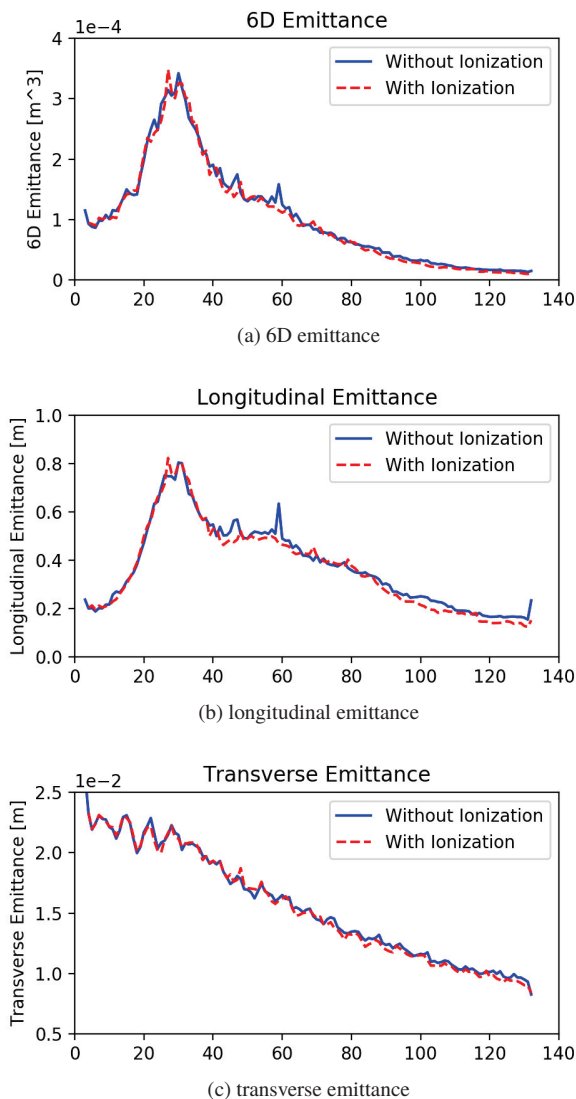 6D Emittance
1e−4
4
3
2
1
0
6D Emittance [m^3]
Without Ionization
With Ionization
0 20 40 60 80 100 120 140
(a) 6D emittance
Longitudinal Emittance
1.0
0.8
0.6
0.4
0.2
0.0
Longitudinal Emittance [m]
Without Ionization
With Ionization
0 20 40 60 80 100 120 140
(b) longitudinal emittance
Transverse Emittance
1e−2
2.5
2.0
1.5
1.0
0.5
Transverse Emittance [m]
Without Ionization
With Ionization
0 20 40 60 80 100 120 140
(c) transverse emittance